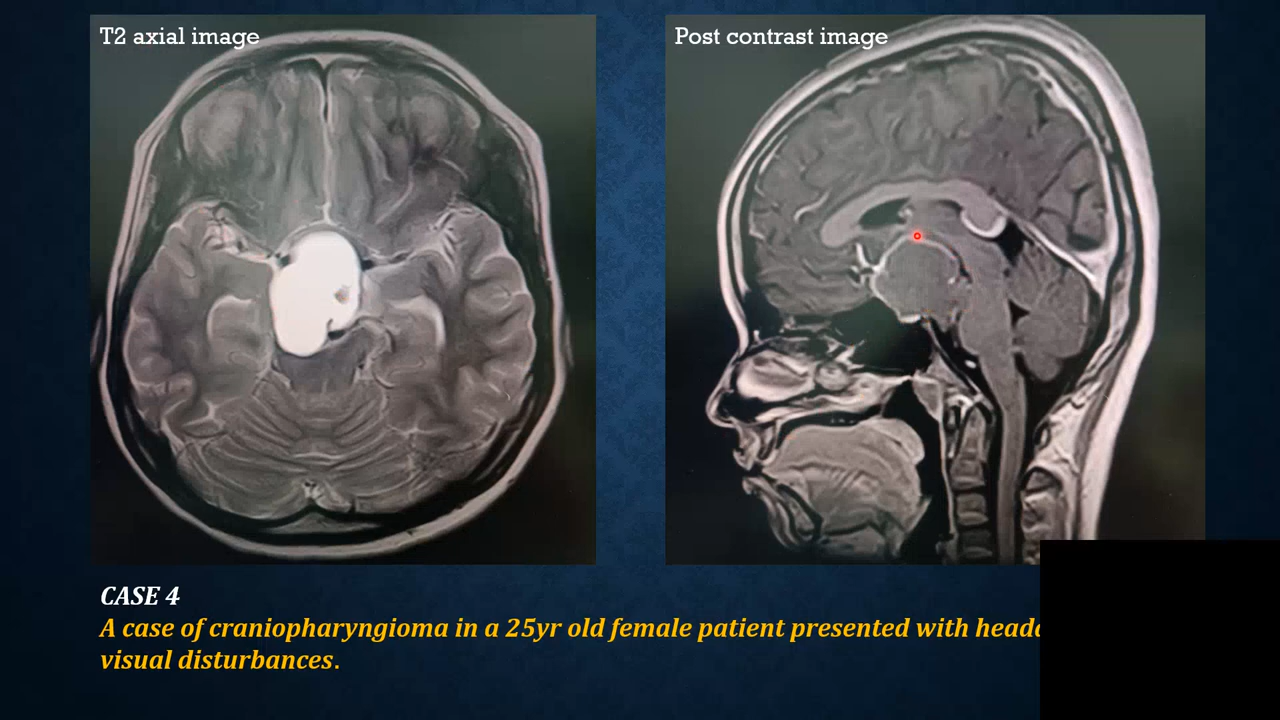 T2 axial image
Post contrast image
CASE 4
A case of craniopharyngioma in a 25yr old female patient presented with
visual disturbances.